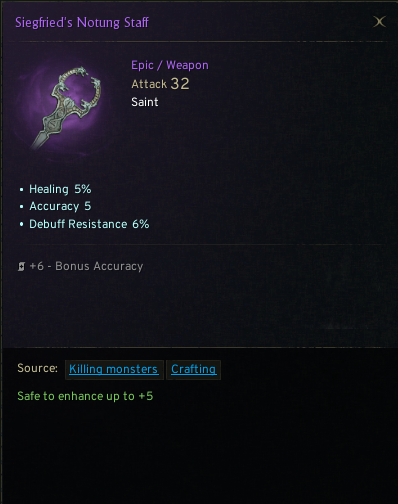 Siegfried's Notung Staff
Epic / Weapon
Attack 32
Saint
• Healing 5%
• Accuracy 5
• Debuff Resistance 6%
+6 - Bonus Accuracy
Source: Killing monsters Crafting
Safe to enhance up to +5